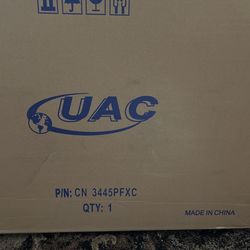 UAC
P/N: CN 3445PFXC
QTY: 1
MADE IN CHINA